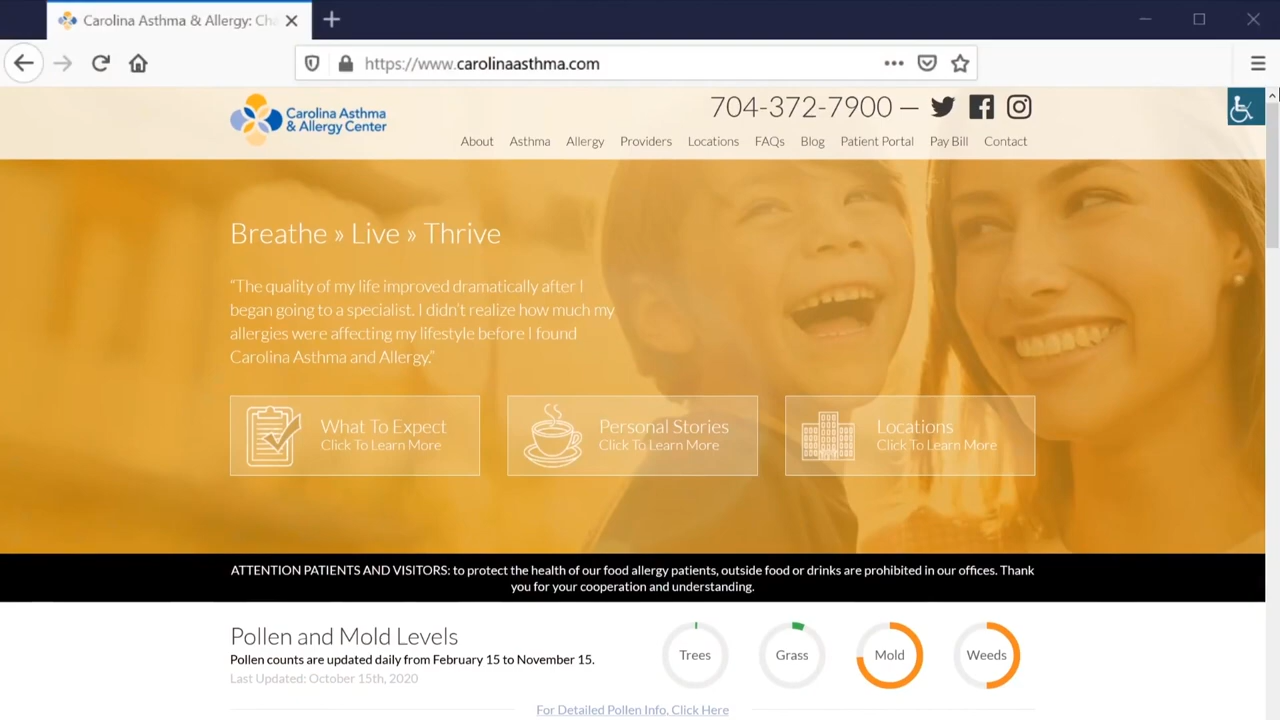 Carolina Asthma & Allergy: Cha
https://www.carolinaasthma.com
Carolina Asthma
& Allergy Center
704-372-7900 —
About Asthma Allergy Providers Locations FAQs Blog Patient Portal Pay Bill Contact
Breathe » Live » Thrive
“The quality of my life improved dramatically after I
began going to a specialist. I didn't realize how much my
allergies were affecting my lifestyle before I found
Carolina Asthma and Allergy.”
What To Expect
Click To Learn More
Personal Stories
Click To Learn More
Locations
Click To Learn More
ATTENTION PATIENTS AND VISITORS: to protect the health of our food allergy patients, outside food or drinks are prohibited in our offices. Thank
you for your cooperation and understanding.
Pollen and Mold Levels
Pollen counts are updated daily from February 15 to November 15.
Last Updated: October 15th, 2020
Trees Grass Mold Weeds
For Detailed Pollen Info, Click Here